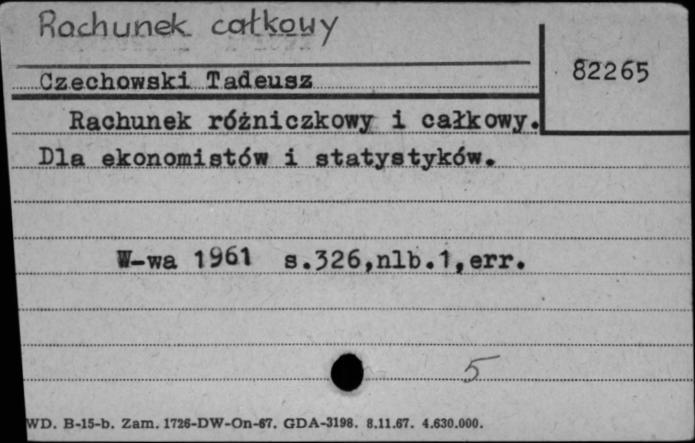 Rachunek całkowy
82265
Czechowski Tadeusz
Rachunek różniczkowy i całkowy.
Dla ekonomistów i statystyków.
W-wa 1961 s.326,nlb.1,err.
5
WD. B-15-b. Zam. 1726-DW-On-67. GDA-3198. 8.11.67. 4.630.000.